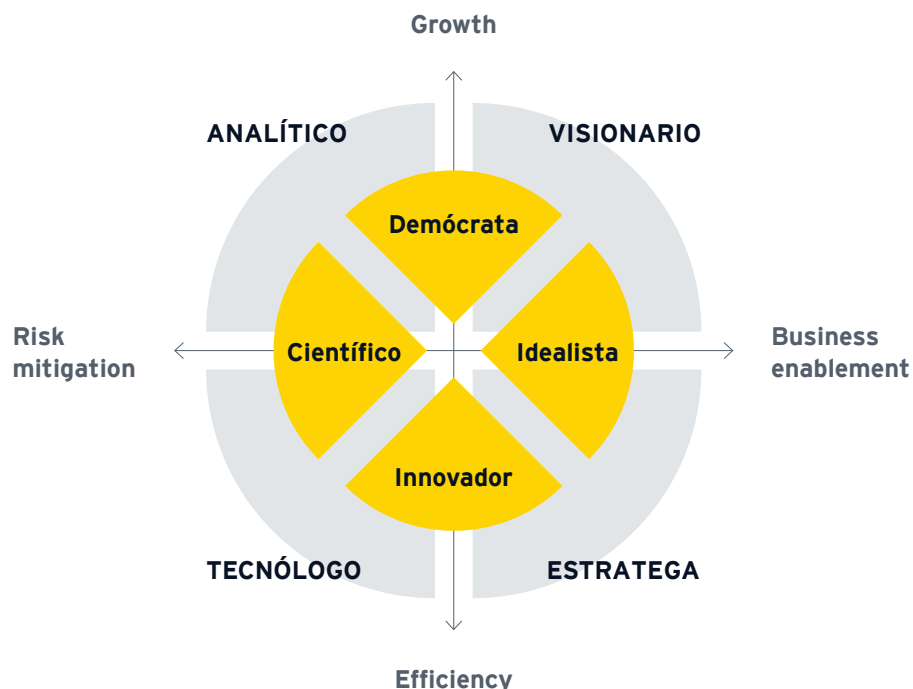 Growth
ANALÍTICO
VISIONARIO
Demócrata
Risk
mitigation
Científico
Idealista
Business
enablement
Innovador
TECNÓLOGO
ESTRATEGA
Efficiency